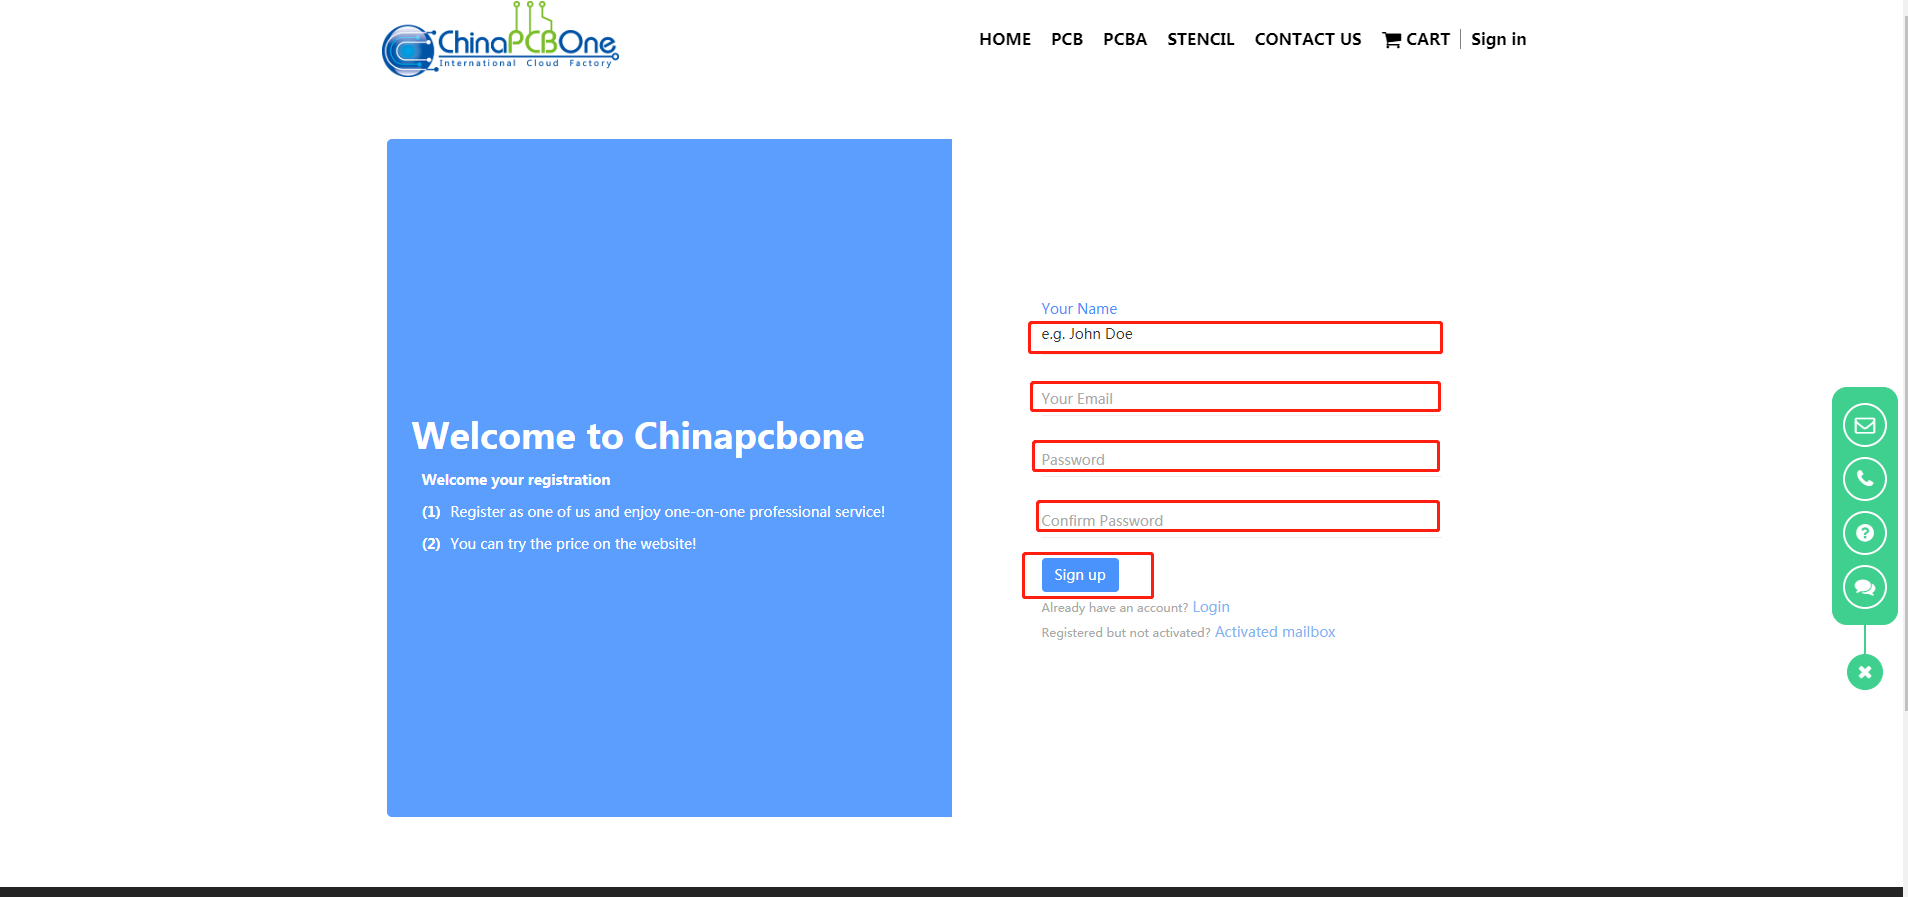 ChinaPCBOne
International Cloud Factory
HOME PCB PCBA STENCIL CONTACT US CART Sign in
Welcome to Chinapcbone
Welcome your registration
(1) Register as one of us and enjoy one-on-one professional service!
(2) You can try the price on the website!
Your Name
e.g. John Doe
Your Email
Password
Confirm Password
Sign up
Already have an account? Login
Registered but not activated? Activated mailbox